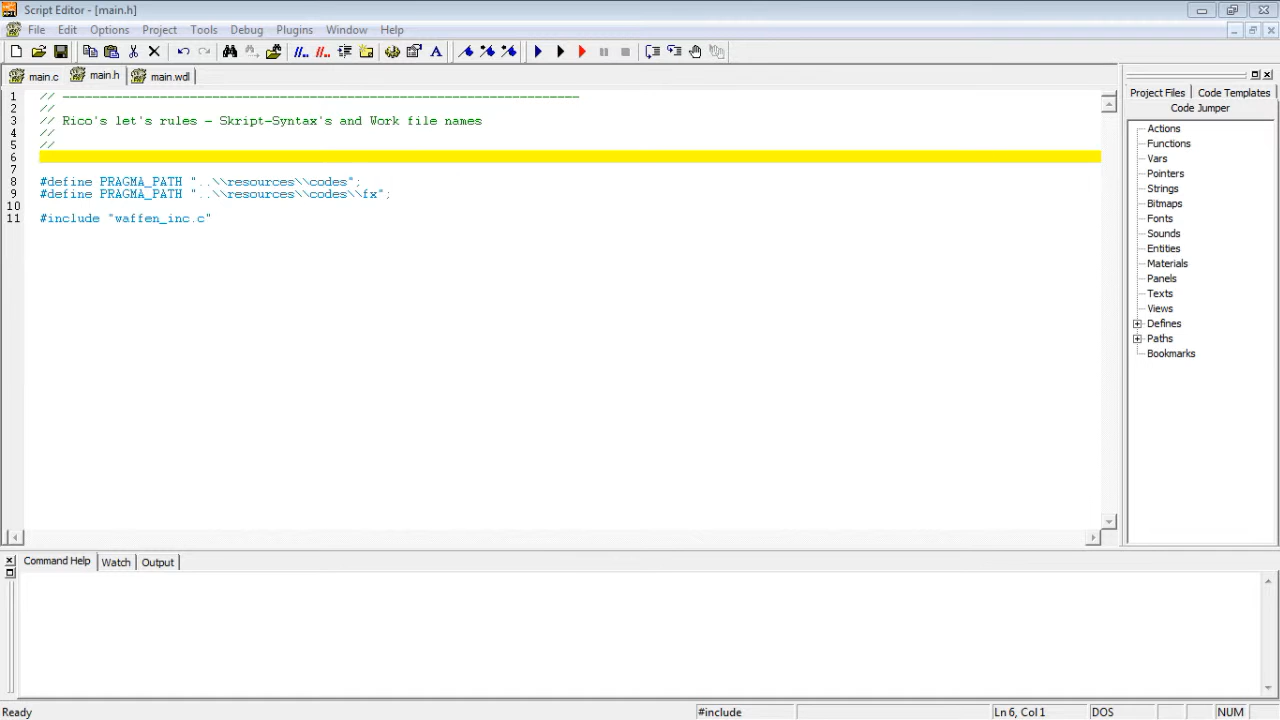 Script Editor - [main.h]
File Edit Options Project Tools Debug Plugins Window Help
main.c main.h main.wdl
1 // ---------------------------------------------------------------------
2 //
3 // Rico's let's rules - Skript-Syntax's and Work file names
4 //
5 //
6
7
8 #define PRAGMA_PATH "..\\resources\\codes";
9 #define PRAGMA_PATH "..\\resources\\codes\\fx";
10
11 #include "waffen_inc.c"
Project Files Code Templates
Code Jumper
Actions
Functions
Vars
Pointers
Strings
Bitmaps
Fonts
Sounds
Entities
Materials
Panels
Texts
Views
Defines
Paths
Bookmarks
Command Help Watch Output
Ready #include Ln 6, Col 1 DOS NUM